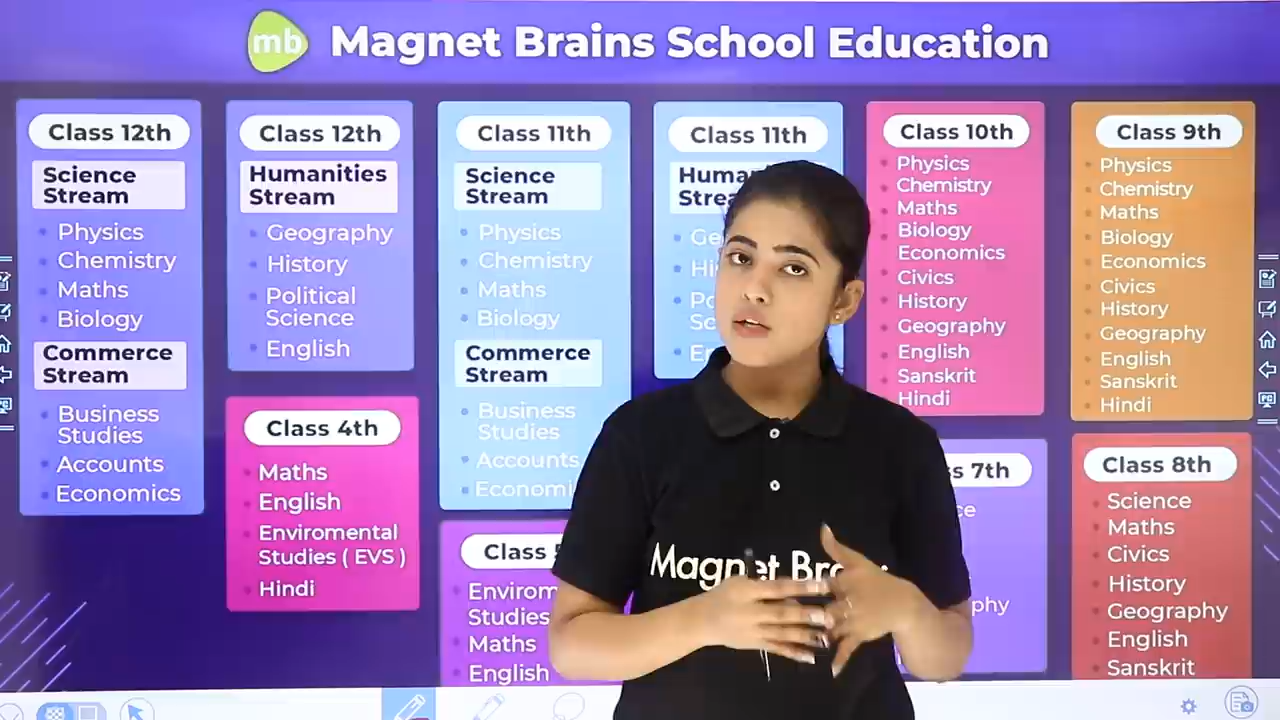 mb Magnet Brains School Education
Class 12th
Science
Stream
Physics
Chemistry
Maths
Biology
Commerce
Stream
Business
Studies
Accounts
Economics
Class 12th
Humanities
Stream
Geography
History
Political
Science
English
Class 4th
Maths
English
Enviromental
Studies ( EVS )
Hindi
Class 11th
Science
Stream
Physics
Chemistry
Maths
Biology
Commerce
Stream
Business
Studies
Accounts
Class
Studies
Maths
English
Class 11th
Class 10th
Physics
Chemistry
Maths
Biology
Economics
Civics
History
Geography
English
Sanskrit
Hindi
7th
Class 9th
Physics
Chemistry
Maths
Biology
Economics
Civics
History
Geography
English
Sanskrit
Hindi
Class 8th
Science
Maths
Civics
History
Geography
English
Sanskrit
Magnet